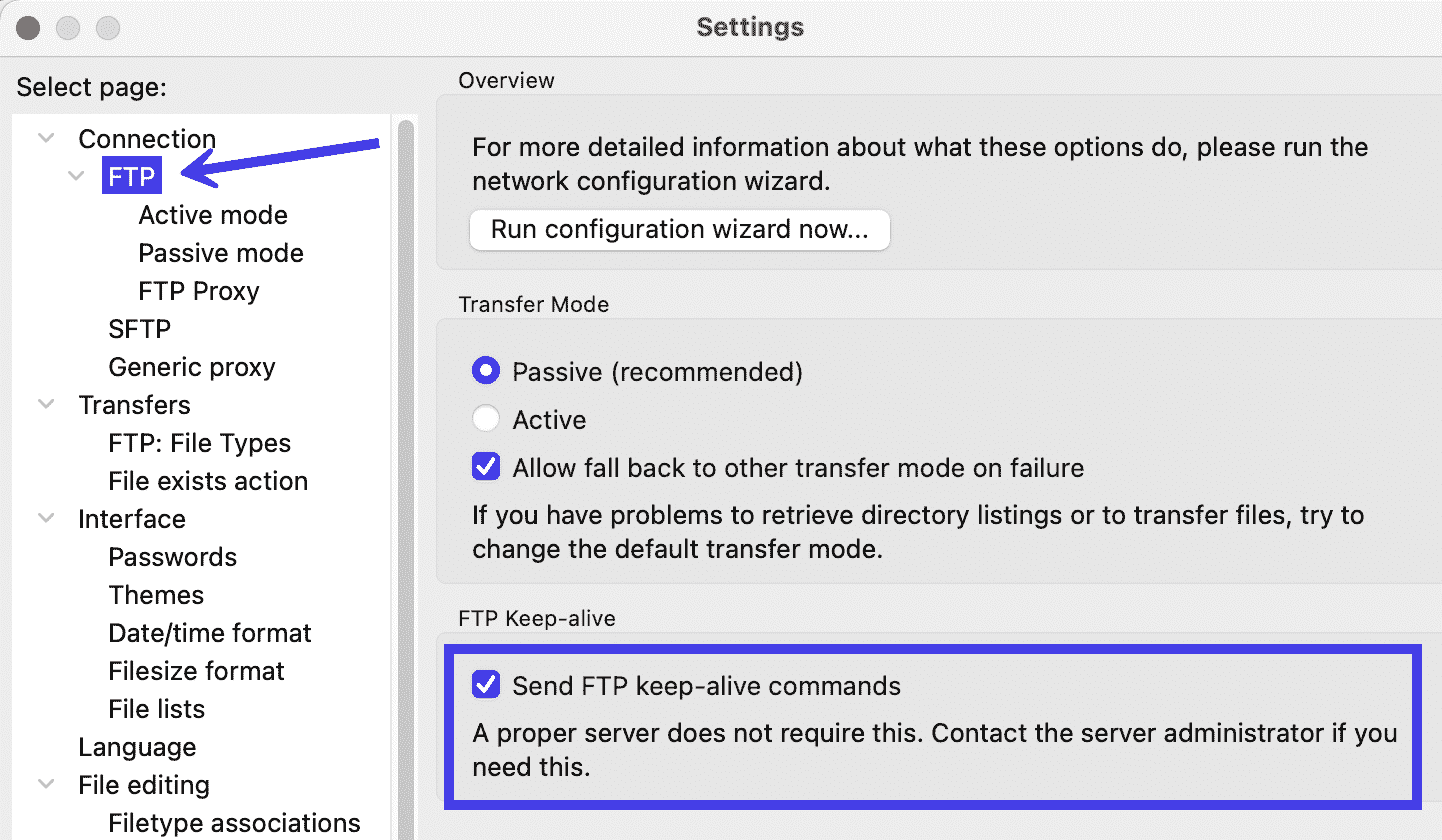 Settings
Select page:
Connection
FTP
Active mode
Passive mode
FTP Proxy
SFTP
Generic proxy
Transfers
FTP: File Types
File exists action
Interface
Passwords
Themes
Date/time format
Filesize format
File lists
Language
File editing
Filetype associations
Overview
For more detailed information about what these options do, please run the
network configuration wizard.
Run configuration wizard now...
Transfer Mode
Passive (recommended)
Active
Allow fall back to other transfer mode on failure
If you have problems to retrieve directory listings or to transfer files, try to
change the default transfer mode.
FTP Keep-alive
Send FTP keep-alive commands
A proper server does not require this. Contact the server administrator if you
need this.